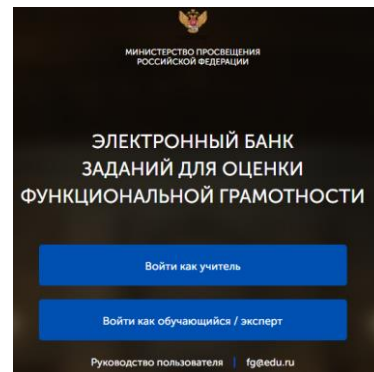 МИНИСТЕРСТВО ПРОСВЕЩЕНИЯ
РОССИЙСКОЙ ФЕДЕРАЦИИ
ЭЛЕКТРОННЫЙ БАНК
ЗАДАНИЙ ДЛЯ ОЦЕНКИ
ФУНКЦИОНАЛЬНОЙ ГРАМОТНОСТИ
Войти как учитель
Войти как обучающийся / эксперт
Руководство пользователя | fg@edu.ru